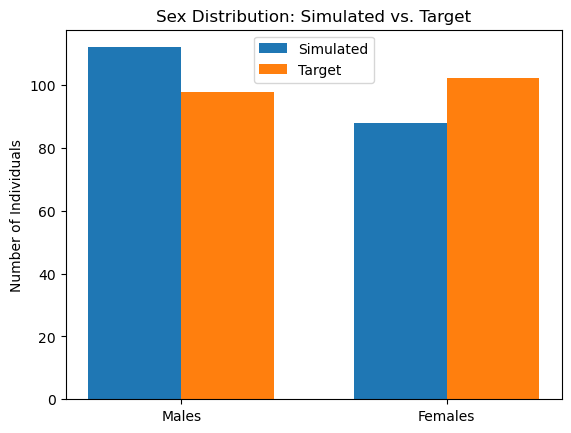 Sex Distribution: Simulated vs. Target
Simulated
Target
Number of Individuals
100
80
60
40
20
0
Males
Females